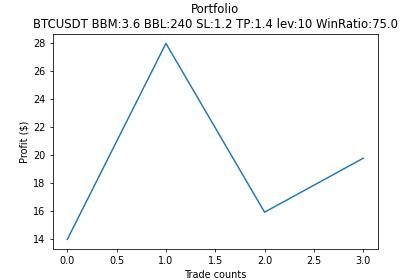 Portfolio
BTCUSDT BBM:3.6 BBL:240 SL:1.2 TP:1.4 lev:10 WinRatio:75.0
28
26
24
22
20
18
16
14
Profit ($)
0.0 0.5 1.0 1.5 2.0 2.5 3.0
Trade counts